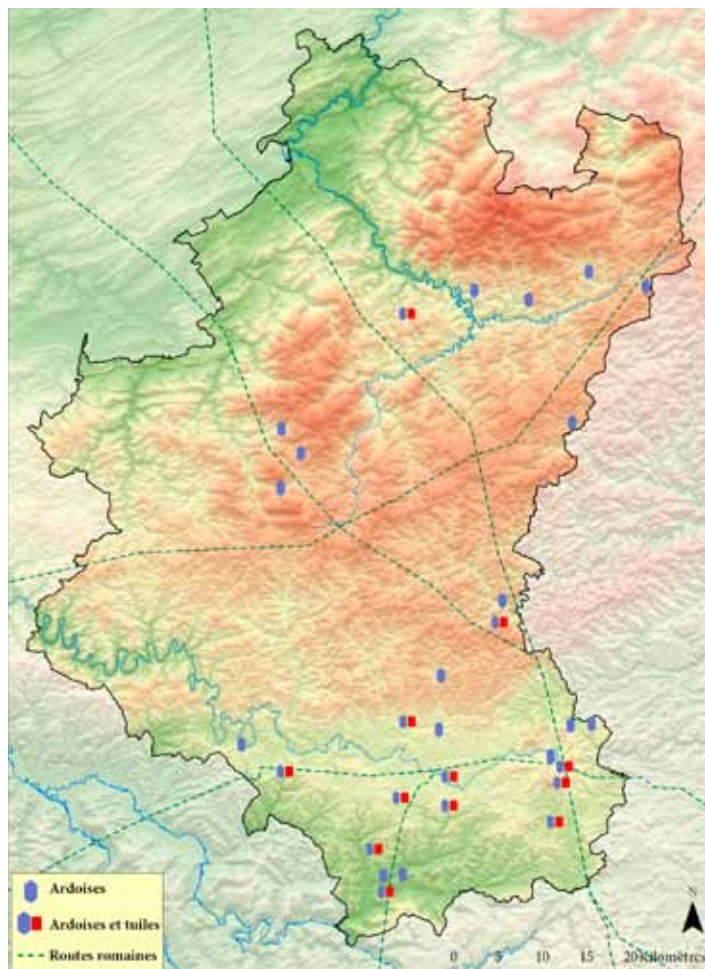 Ardoises
Ardoises et tuiles
Routes romaines
N
0 5 10 15 20 Kilomètres